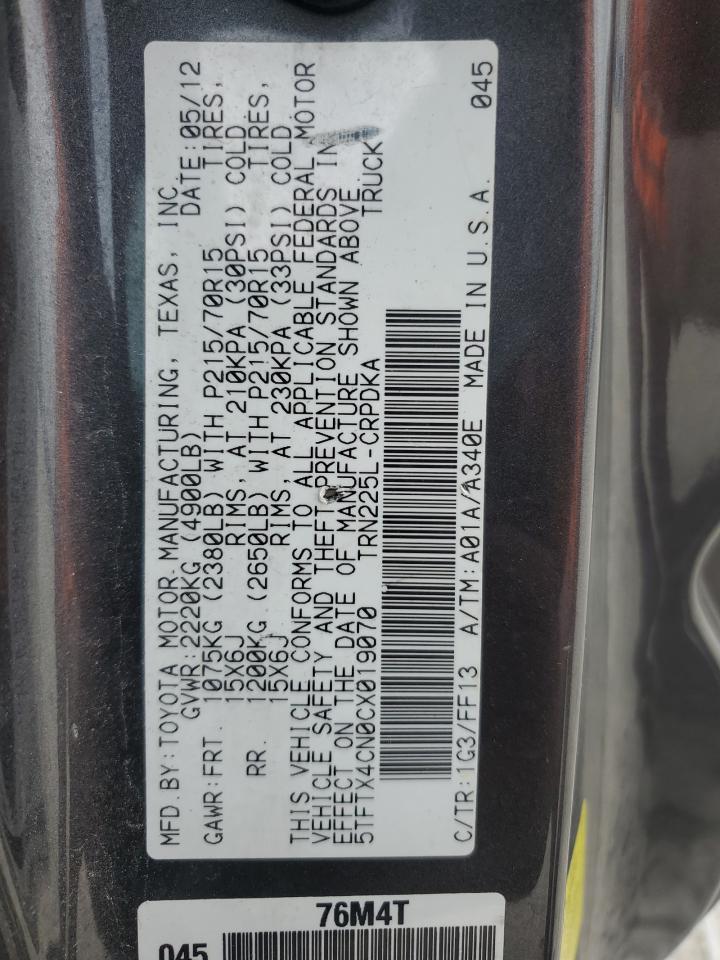 MFD.BY:TOYOTA MOTOR MANUFACTURING, TEXAS, INC.
GVWR:2220KG (4900LB) DATE:05/12
GAWR:FRT. 1075KG (2380LB) WITH P215/70R15 TIRES,
15X6J RIMS, AT 210KPA (30PSI) COLD
RR. 1200KG (2650LB) WITH P215/70R15 TIRES,
15X6J RIMS, AT 230KPA (33PSI) COLD
THIS VEHICLE CONFORMS TO ALL APPLICABLE FEDERAL MOTOR
VEHICLE SAFETY AND THEFT PREVENTION STANDARDS IN
EFFECT ON THE DATE OF MANUFACTURE SHOWN ABOVE.
5TFTX4CN0CX019070 TRN225L-CRPDKA TRUCK
C/TR:1G3/FF13 A/TM:A01A/A340E MADE IN U.S.A. 045
76M4T
045